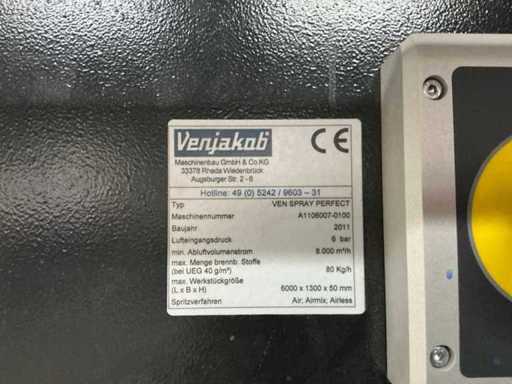 Venjakob CE
Maschinenbau GmbH & Co.KG
33378 Rheda Wiedenbrück
Augsburger Str. 2 - 6
Hotline: 49 (0) 5242 / 9603 – 31
Typ VEN SPRAY PERFECT
Maschinennummer A1106007-0100
Baujahr 2011
Lufteingangsdruck 6 bar
min. Abluftvolumenstrom 8.000 m³/h
max. Menge brennb. Stoffe
(bei UEG 40 g/m³) 80 Kg/h
max. Werkstückgröße
(L x B x H) 6000 x 1300 x 50 mm
Spritzverfahren Air, Airmix, Airless